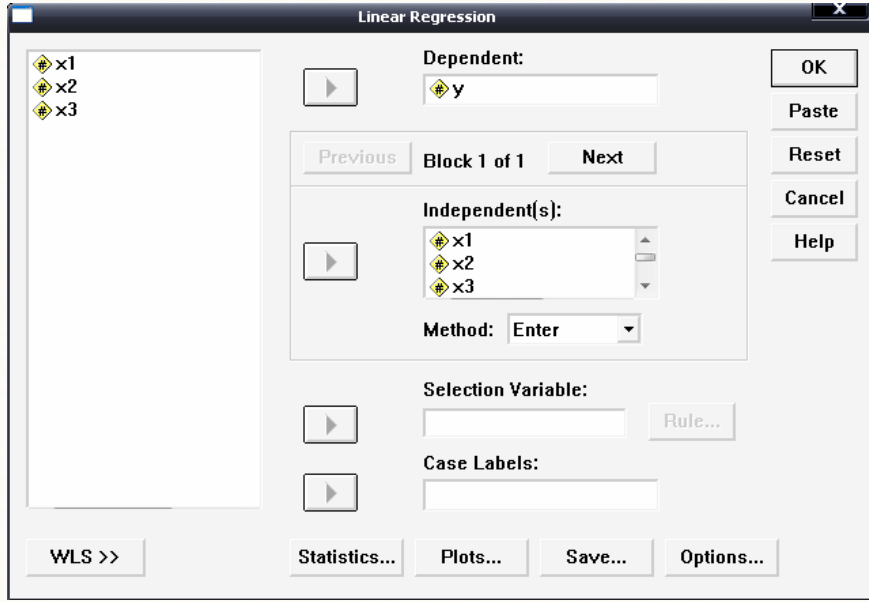 Linear Regression
X
# x1
# x2
# x3
Dependent:
# y
Previous
Block 1 of 1
Next
Independent(s):
# x1
# x2
# x3
Method:
Enter
Selection Variable:
Rule...
Case Labels:
OK
Paste
Reset
Cancel
Help
WLS >>
Statistics...
Plots...
Save...
Options...